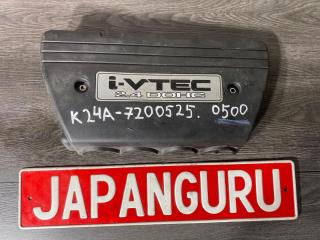 i-VTEC
2.4 DOHC
K24A-7200525. 0500
JAPANGURU